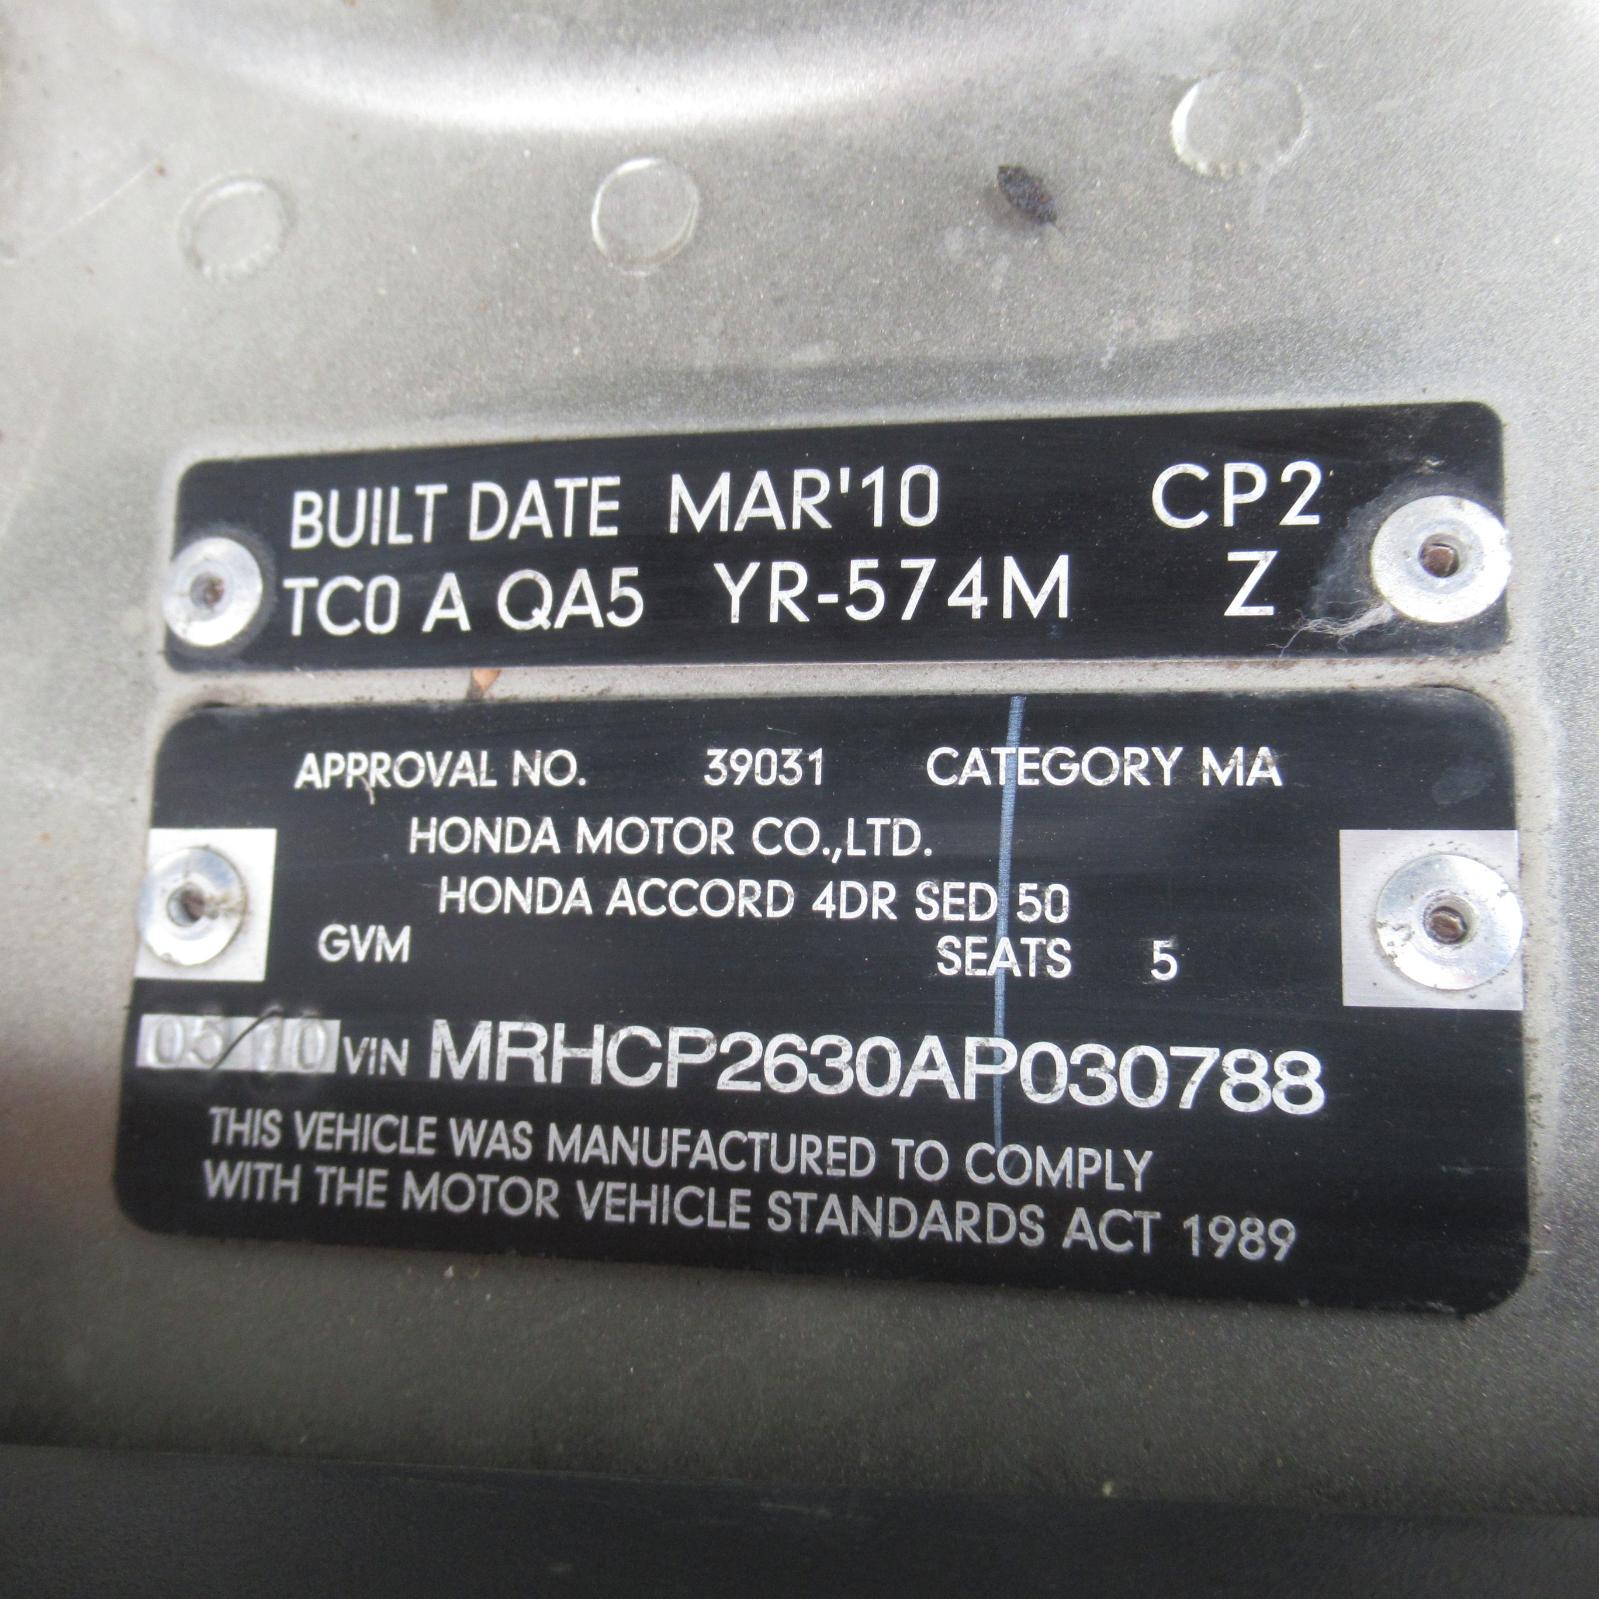 BUILT DATE MAR'10 CP2
TC0 A QA5 YR-574M Z
APPROVAL NO. 39031 CATEGORY MA
HONDA MOTOR CO.,LTD.
HONDA ACCORD 4DR SED 50
GVM SEATS 5
05/10 VIN MRHCP2630AP030788
THIS VEHICLE WAS MANUFACTURED TO COMPLY
WITH THE MOTOR VEHICLE STANDARDS ACT 1989